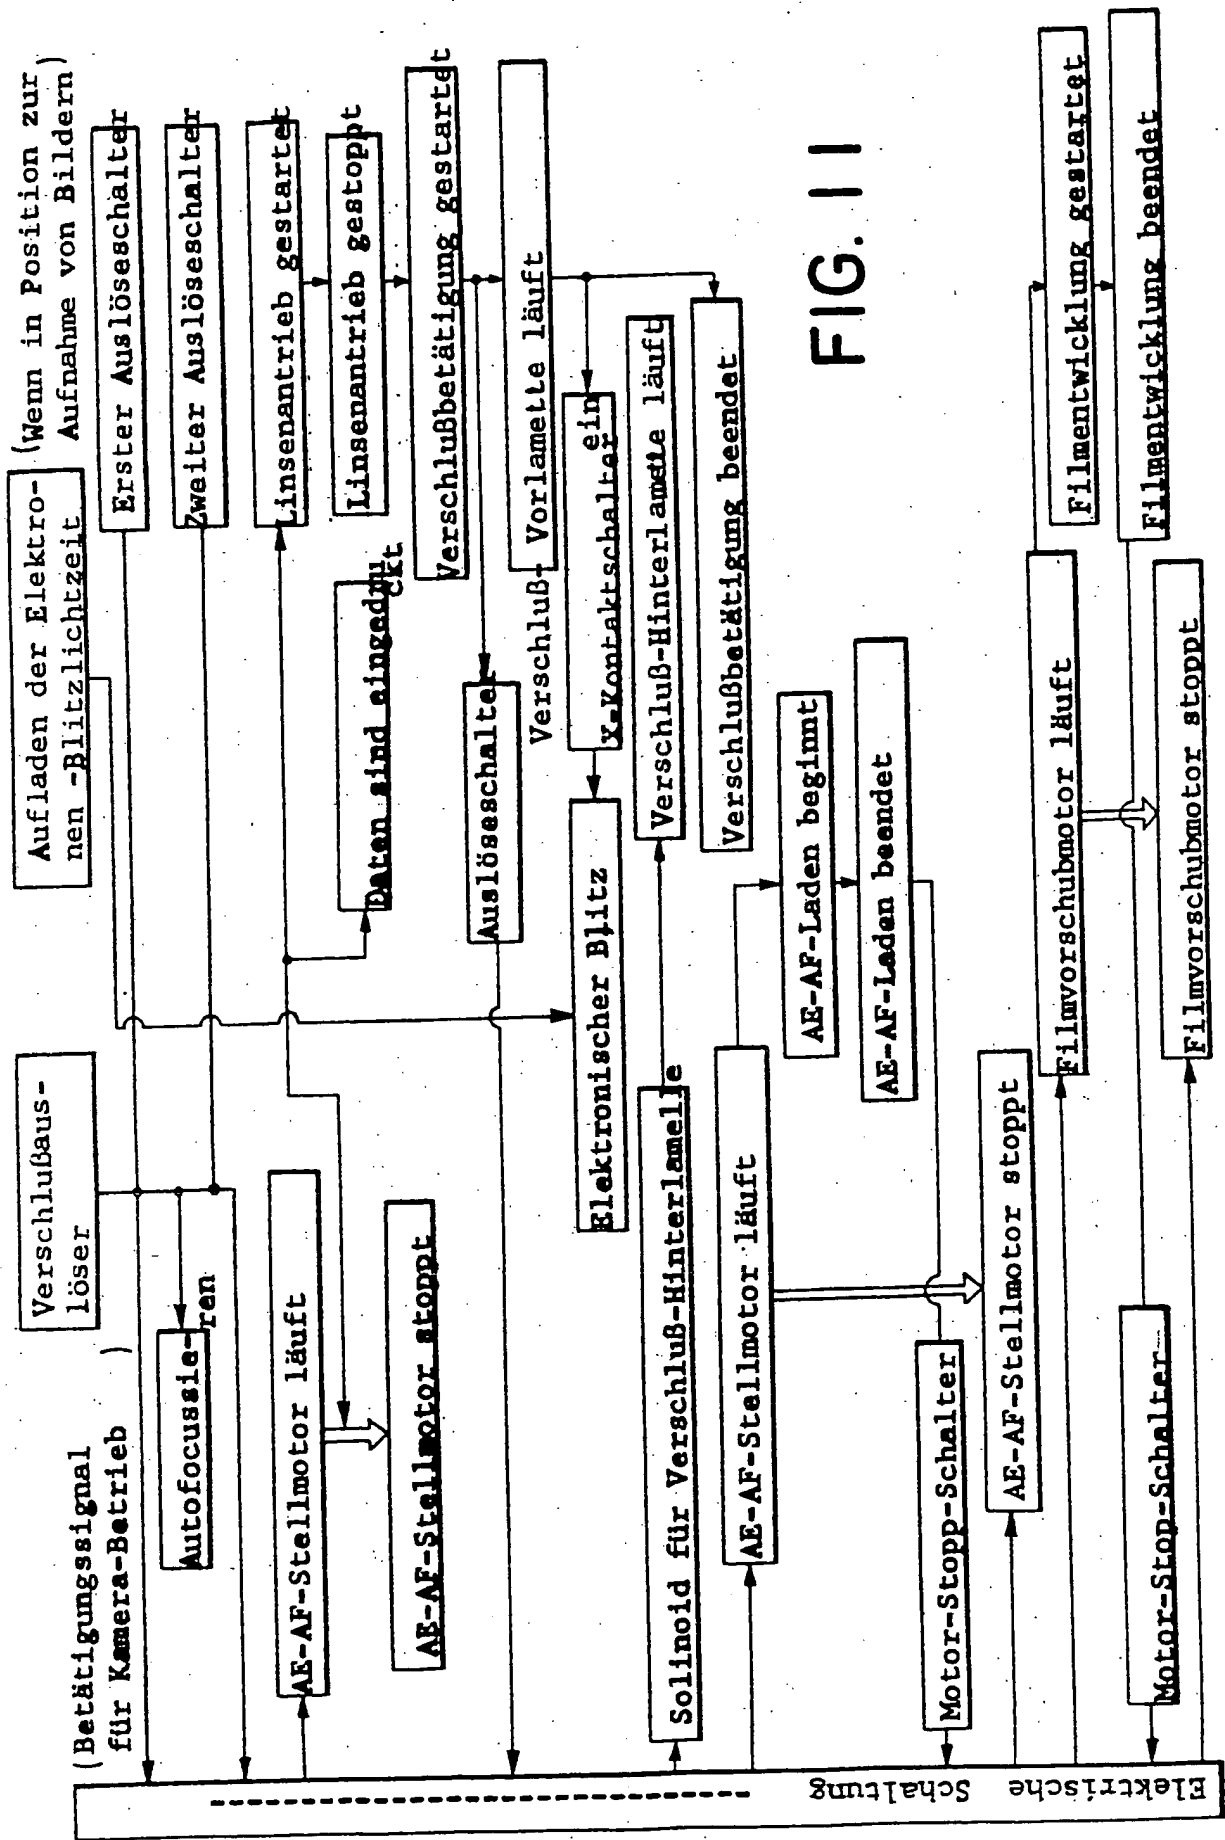 (Betätigungssignal
für Kamera-Betrieb)
Verschlußaus-
löser
Aufladen der Elektro-
nen -Blitzlichtzeit
(Wenn in Position zur
Aufnahme von Bildern)
Erster Auslöseschalter
Zweiter Auslöseschalter
Autofocussie-
ren
AE-AF-Stellmotor läuft
Linsenantrieb gestartet
AE-AF-Stellmotor stoppt
Daten sind eingedru
ckt
Linsenantrieb gestoppt
Verschlußbetätigung gestartet
Auslöseschalter
Verschluß- Vorlamelle läuft
Elektronischer Blitz
X-Kontaktschalter
ein
Solinoid für Verschluß-Hinterlamelle
Verschluß-Hinterlamelle läuft
Verschlußbetätigung beendet
AE-AF-Stellmotor läuft
AE-AF-Laden beginnt
AE-AF-Laden beendet
Motor-Stopp-Schalter
AE-AF-Stellmotor stoppt
Filmvorschubmotor läuft
Filmentwicklung gestartet
Filmentwicklung beendet
Motor-Stop-Schalter
Filmvorschubmotor stoppt
Elektrische Schaltung
FIG. 11